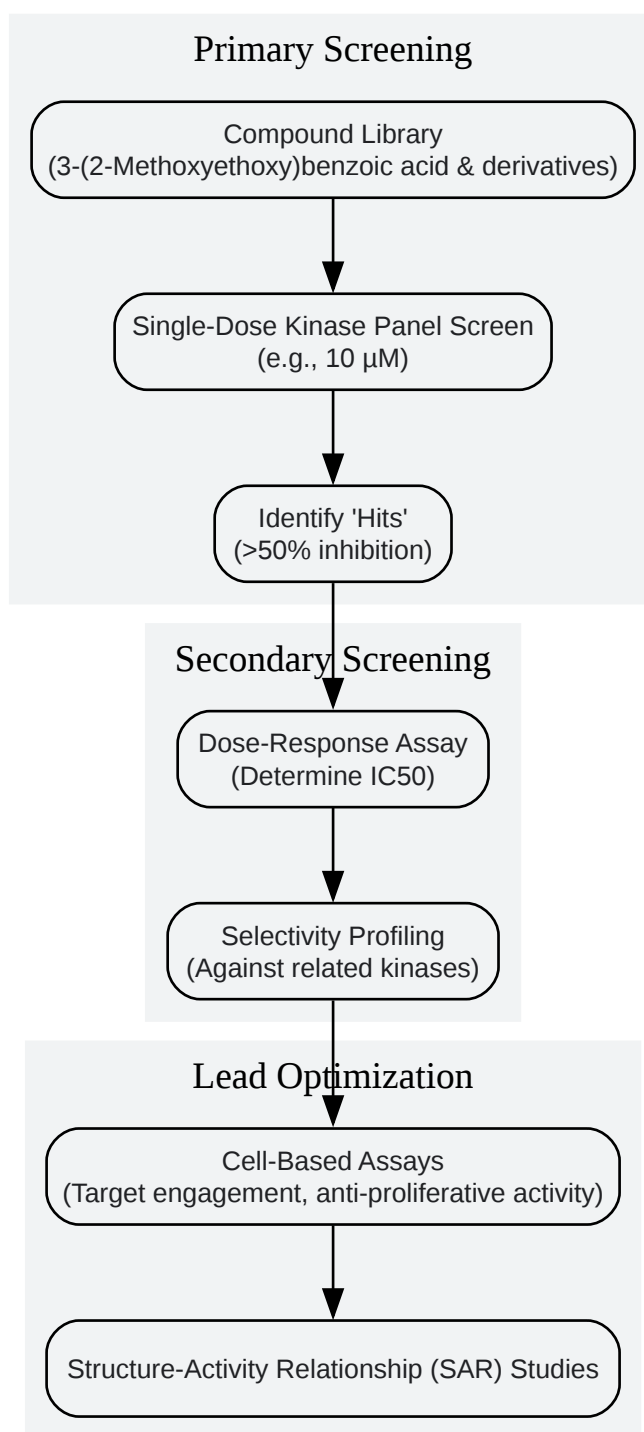 Primary Screening
Compound Library
(3-(2-Methoxyethoxy)benzoic acid & derivatives)
Single-Dose Kinase Panel Screen
(e.g., 10 µM)
Identify 'Hits'
(>50% inhibition)
Secondary Screening
Dose-Response Assay
(Determine IC50)
Selectivity Profiling
(Against related kinases)
Lead Optimization
Cell-Based Assays
(Target engagement, anti-proliferative activity)
Structure-Activity Relationship (SAR) Studies